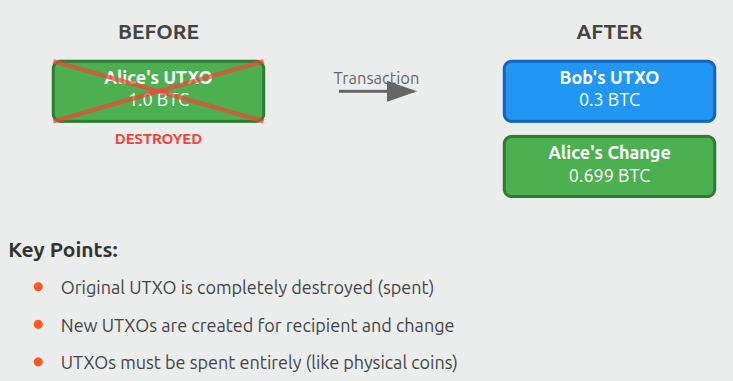 BEFORE
AFTER
Alice's UTXO
1.0 BTC
DESTROYED
Transaction
Bob's UTXO
0.3 BTC
Alice's Change
0.699 BTC
Key Points:
Original UTXO is completely destroyed (spent)
New UTXOs are created for recipient and change
UTXOs must be spent entirely (like physical coins)